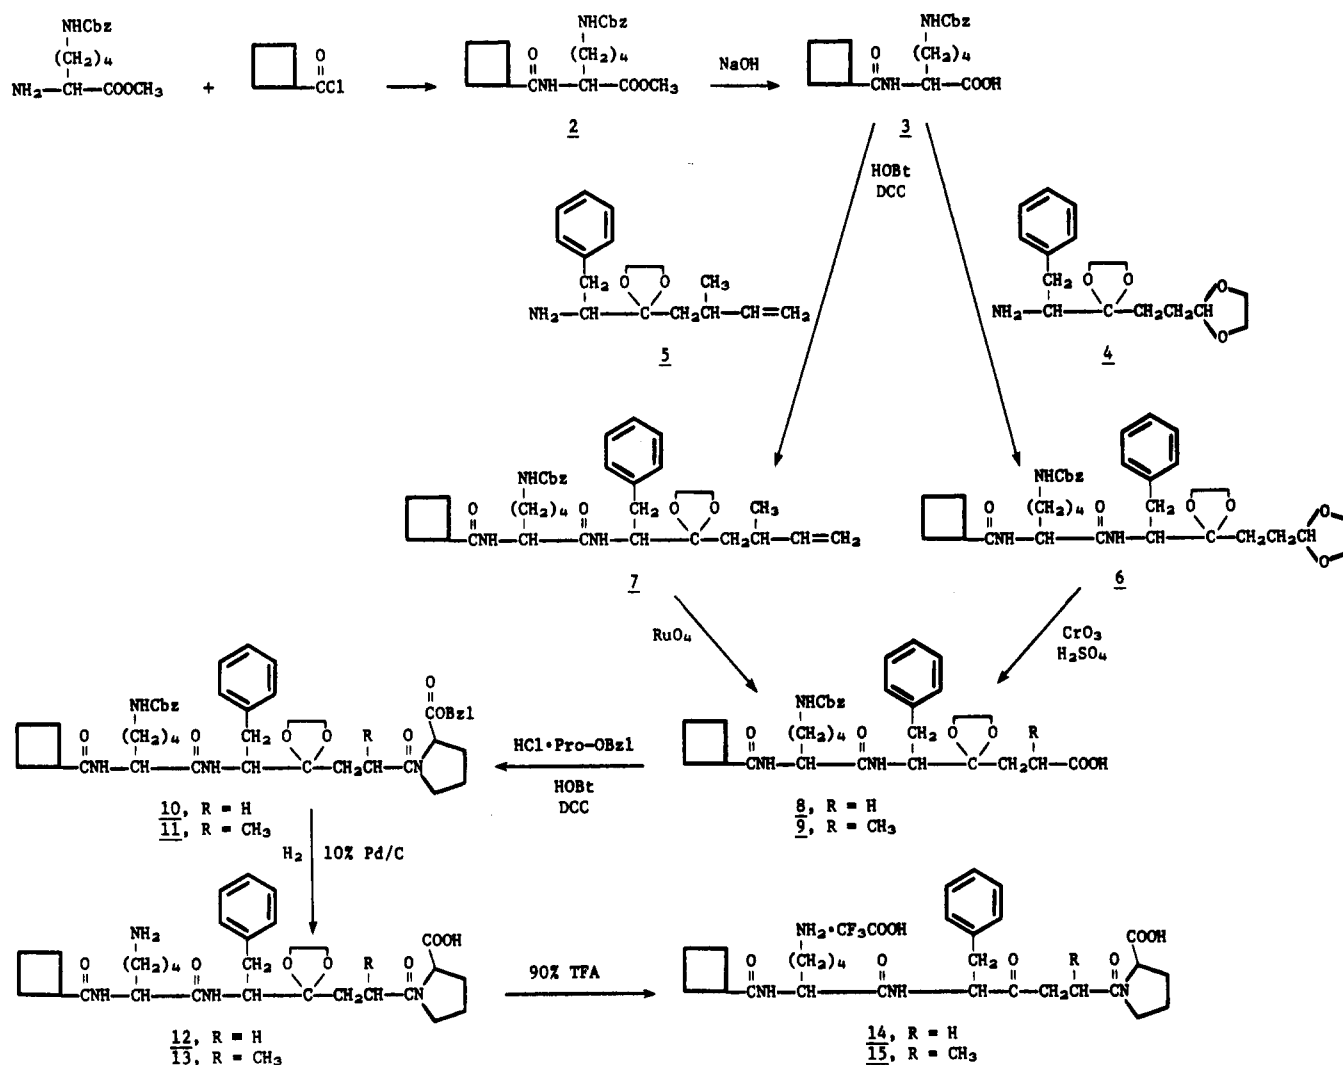 NHCbz
(CH₂)₄
NH₂—CH—COOCH₃
+
O
CCl
NHCbz
O
(CH₂)₄
CNH—CH—COOCH₃
2
NaOH
NHCbz
O
(CH₂)₄
CNH—CH—COOH
3
HOBt
DCC
CH₂
O
O
CH₃
NH₂—CH—C—CH₂CH—CH=CH₂
5
CH₂
O
O
O
NH₂—CH—C—CH₂CH₂CH
O
4
NHCbz
O
(CH₂)₄
O
CH₂
O
O
CH₃
CNH—CH—CNH—CH—C—CH₂CH—CH=CH₂
7
NHCbz
O
(CH₂)₄
O
CH₂
O
O
O
CNH—CH—CNH—CH—C—CH₂CH₂CH
O
6
RuO₄
CrO₃
H₂SO₄
NHCbz
O
(CH₂)₄
O
CH₂
O
O
R
O
O
COBzl
CNH—CH—CNH—CH—C—CH₂CH—CN
10, R = H
11, R = CH₃
HCl•Pro—OBzl
HOBt
DCC
NHCbz
O
(CH₂)₄
O
CH₂
O
O
R
CNH—CH—CNH—CH—C—CH₂CH—COOH
8, R = H
9, R = CH₃
H₂
10% Pd/C
NH₂
O
(CH₂)₄
O
CH₂
O
O
R
O
COOH
CNH—CH—CNH—CH—C—CH₂CH—CN
12, R = H
13, R = CH₃
90% TFA
NH₂•CF₃COOH
O
(CH₂)₄
O
CH₂
O
R
O
COOH
CNH—CH—CNH—CH—C—CH₂CH—CN
14, R = H
15, R = CH₃